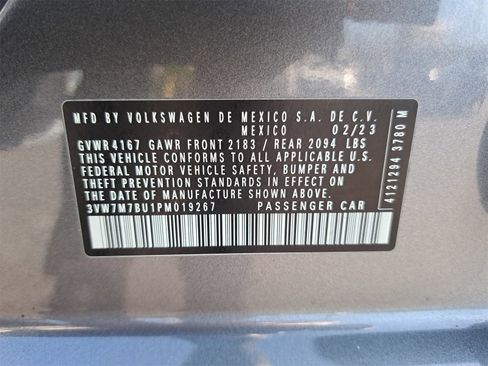 MFD BY VOLKSWAGEN DE MEXICO S.A. DE C.V.
MEXICO 02/23
GVWR 4167 GAWR FRONT 2183 / REAR 2094 LBS
THIS VEHICLE CONFORMS TO ALL APPLICABLE
FEDERAL MOTOR VEHICLE SAFETY, BUMPER AND
THEFT PREVENTION STANDARDS IN EFFECT ON THE
DATE OF MANUFACTURE SHOWN ABOVE.
3VW7M7BU1PM019267 PASSENGER CAR
4121294 3780 M